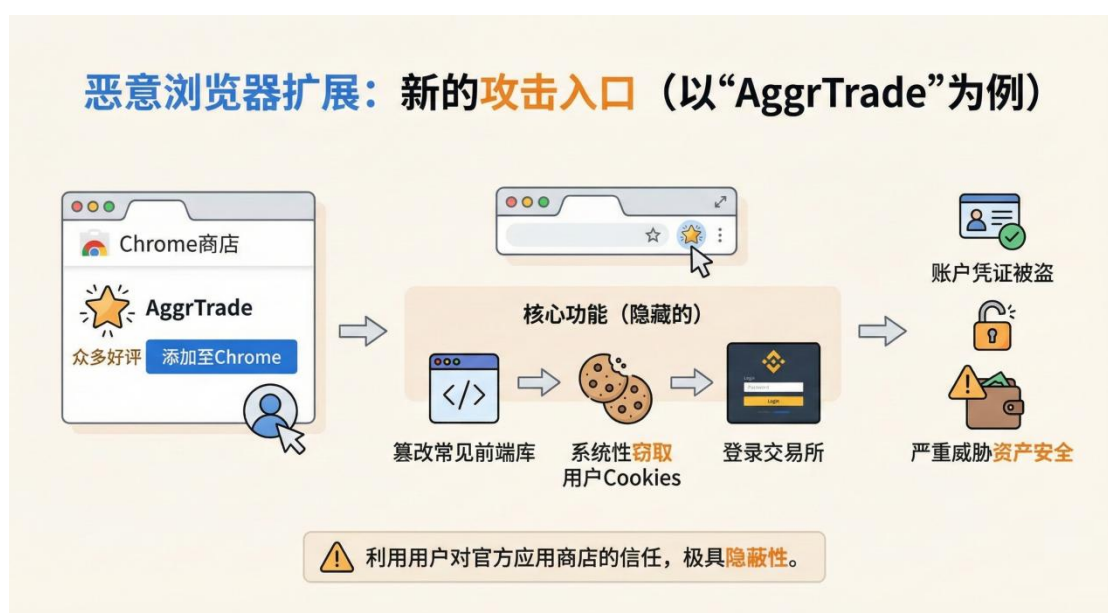 恶意浏览器扩展：新的攻击入口（以“AggrTrade”为例）
Chrome商店
AggrTrade
众多好评
添加至Chrome
核心功能（隐藏的）
</>
篡改常见前端库
系统性窃取
用户Cookies
Login
Password
Login
登录交易所
账户凭证被盗
严重威胁资产安全
利用用户对官方应用商店的信任，极具隐蔽性。